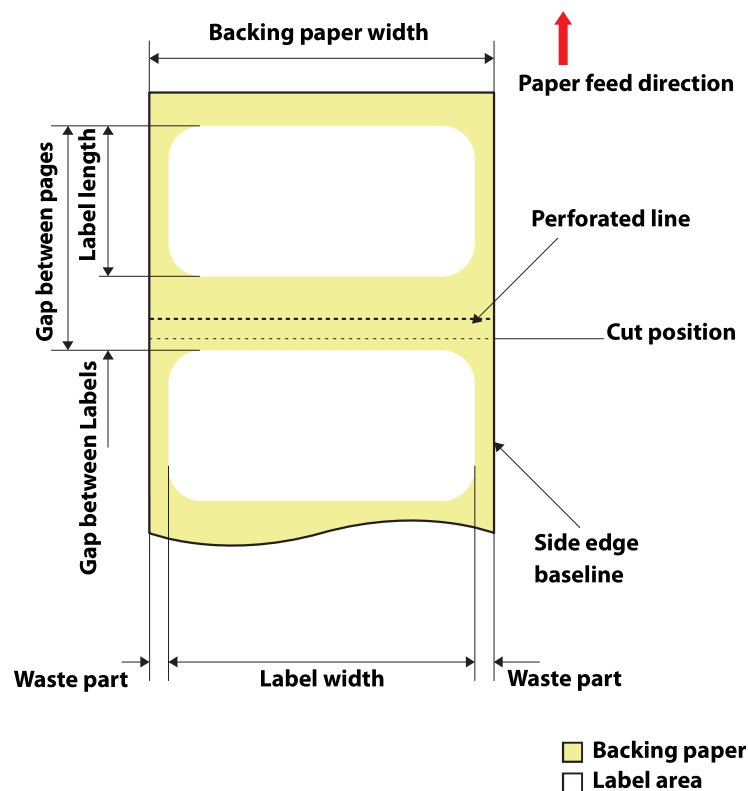 Backing paper width
Paper feed direction
Gap between pages
Label length
Perforated line
Cut position
Gap between Labels
Side edge
baseline
Waste part
Label width
Waste part
Backing paper
Label area